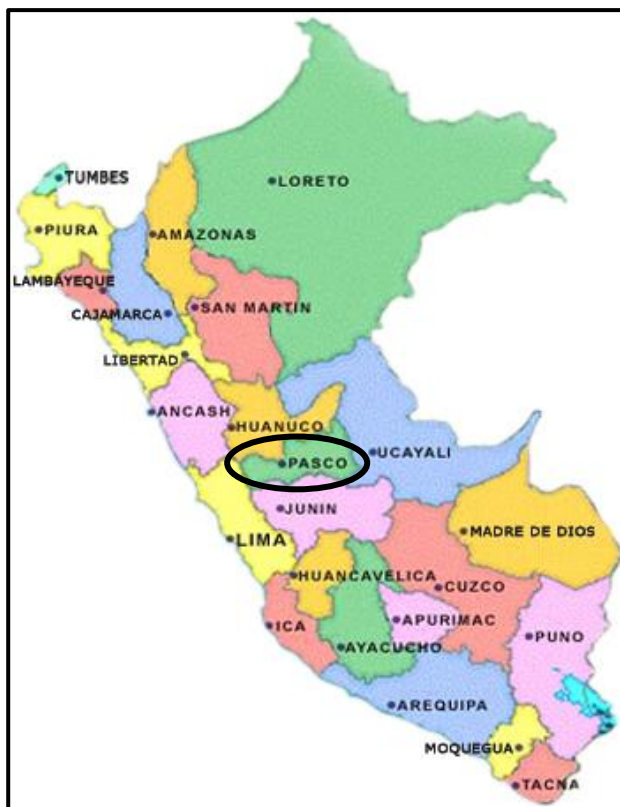 TUMBES
LORETO
PIURA
AMAZONAS
LAMBAYEQUE
CAJAMARCA
SAN MARTIN
LIBERTAD
ANCASH
HUANUCO
UCAYALI
PASCO
JUNIN
MADRE DE DIOS
LIMA
HUANCAVELICA
CUZCO
ICA
APURIMAC
PUNO
AYACUCHO
AREQUIPA
MOQUEGUA
TACNA